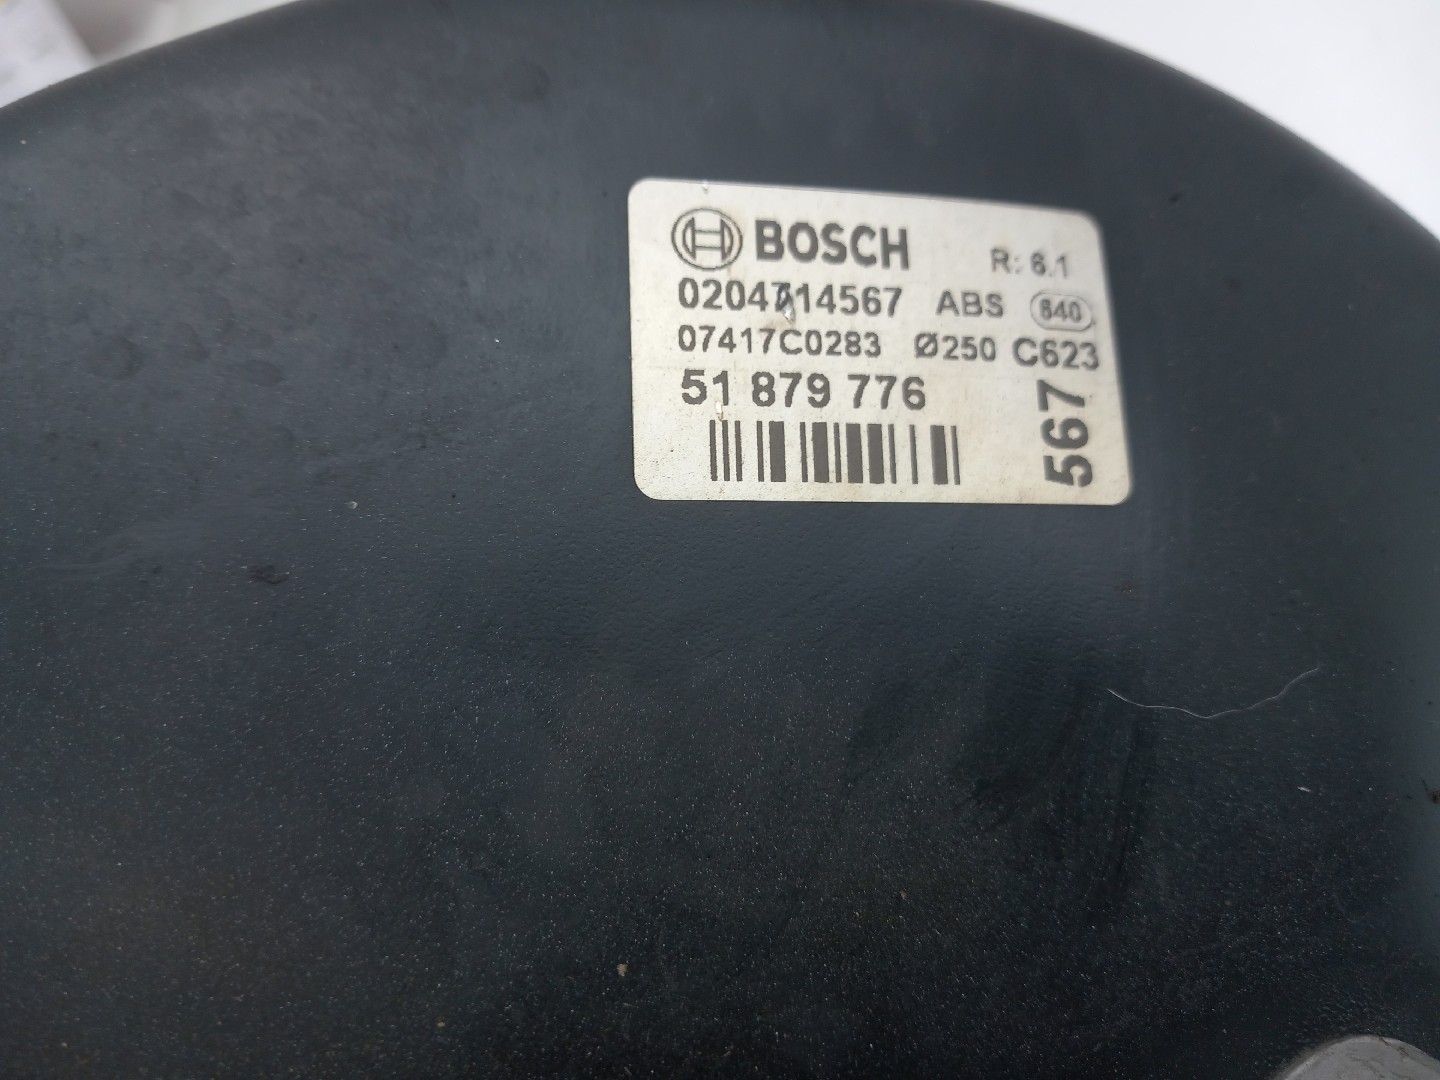 BOSCH R: 6.1
0204714567 ABS 840
07417C0283 Ø250 C623
51 879 776
567